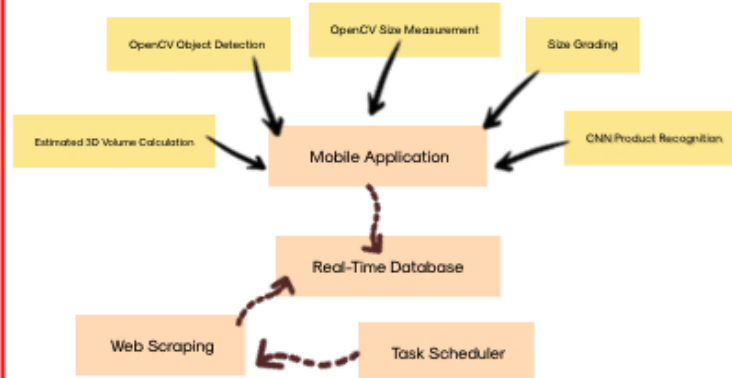 OpenCV Size Measurement
OpenCV Object Detection
Size Grading
Estimated 3D Volume Calculation
CNN Product Recognition
Mobile Application
Real-Time Database
Web Scraping
Task Scheduler